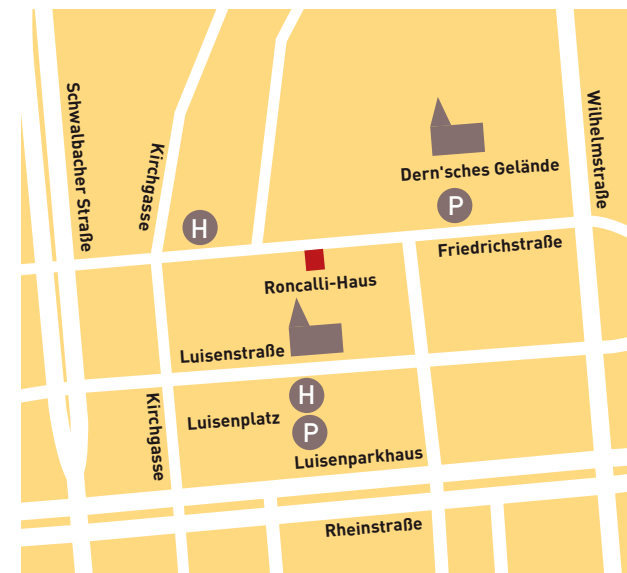 Schwalbacher Straße
Kirchgasse
H
Wilhelmstraße
Dern'sches Gelände
P
Friedrichstraße
Roncalli-Haus
Luisenstraße
H
Luisenplatz
P
Kirchgasse
Luisenparkhaus
Rheinstraße